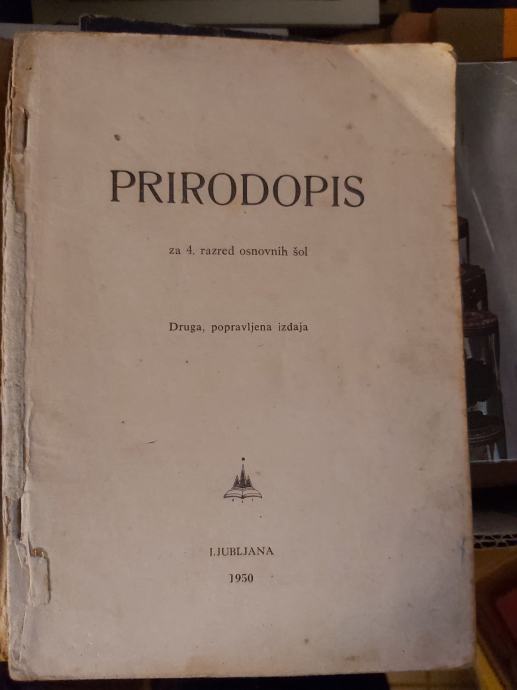 PRIRODOPIS
za 4. razred osnovnih šol
Druga, popravljena izdaja
LJUBLJANA
1950